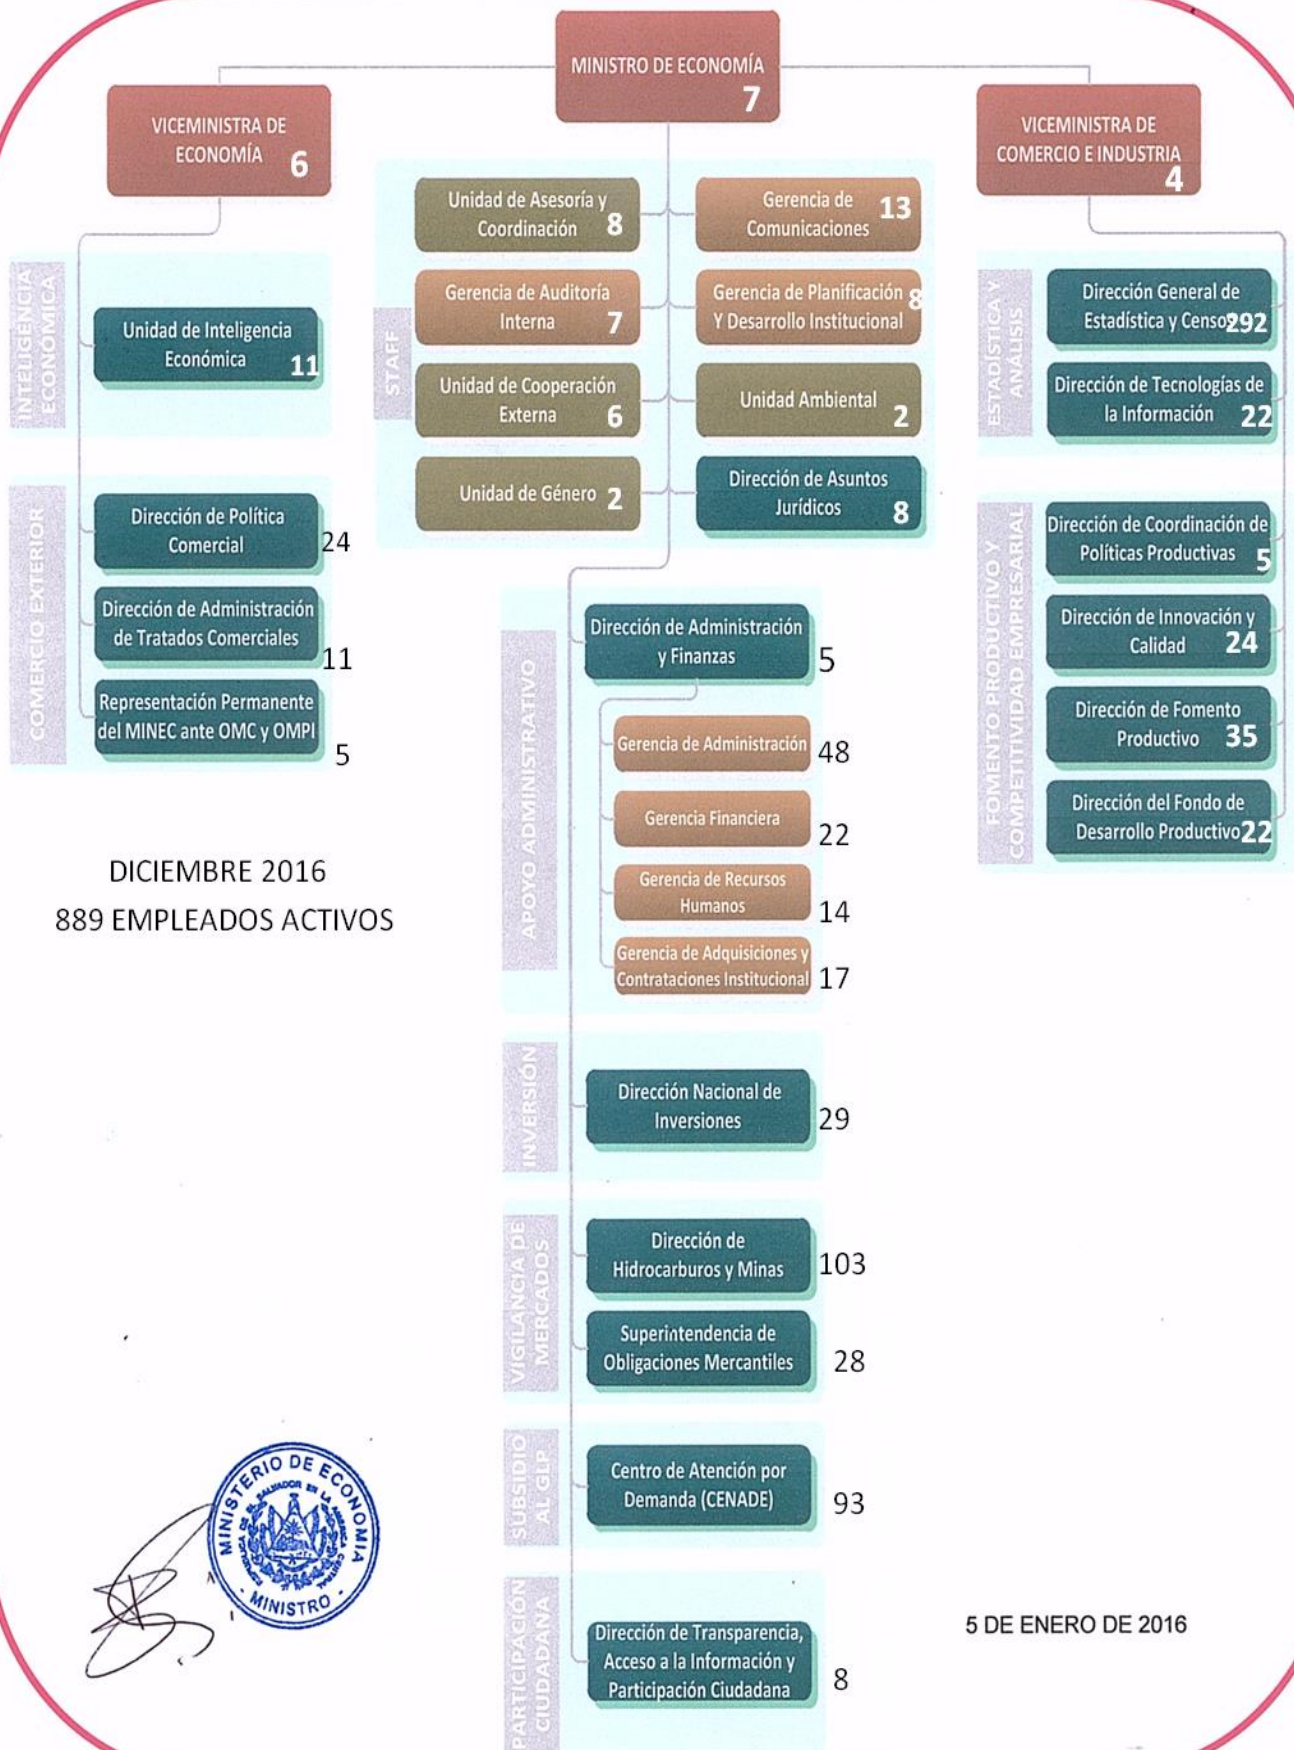 MINISTRO DE ECONOMÍA
7
VICEMINISTRA DE
ECONOMÍA 6
VICEMINISTRA DE
COMERCIO E INDUSTRIA
4
STAFF
Unidad de Asesoría y
Coordinación 8
Gerencia de
Comunicaciones 13
Gerencia de Auditoría
Interna 7
Gerencia de Planificación 8
Y Desarrollo Institucional
Unidad de Cooperación
Externa 6
Unidad Ambiental
2
Unidad de Género 2
Dirección de Asuntos
Jurídicos 8
INTELIGENCIA
ECONÓMICA
Unidad de Inteligencia
Económica 11
COMERCIO EXTERIOR
Dirección de Política
Comercial 24
Dirección de Administración
de Tratados Comerciales
11
Representación Permanente
del MINEC ante OMC y OMPI
5
DICIEMBRE 2016
889 EMPLEADOS ACTIVOS
APOYO ADMINISTRATIVO
Dirección de Administración
y Finanzas 5
Gerencia de Administración 48
Gerencia Financiera 22
Gerencia de Recursos
Humanos 14
Gerencia de Adquisiciones y
Contrataciones Institucional 17
INVERSIÓN
Dirección Nacional de
Inversiones 29
VIGILANCIA DE
MERCADOS
Dirección de
Hidrocarburos y Minas 103
Superintendencia de
Obligaciones Mercantiles 28
SUBSIDIO
AL GLP
Centro de Atención por
Demanda (CENADE) 93
PARTICIPACIÓN
CIUDADANA
Dirección de Transparencia,
Acceso a la Información y
Participación Ciudadana 8
ESTADÍSTICA Y
ANÁLISIS
Dirección General de
Estadística y Censos 292
Dirección de Tecnologías de
la Información 22
FOMENTO PRODUCTIVO Y
COMPETITIVIDAD EMPRESARIAL
Dirección de Coordinación de
Políticas Productivas 5
Dirección de Innovación y
Calidad 24
Dirección de Fomento
Productivo 35
Dirección del Fondo de
Desarrollo Productivo 22
MINISTERIO DE ECONOMIA
REPUBLICA DE EL SALVADOR EN LA AMERICA CENTRAL
- MINISTRO -
5 DE ENERO DE 2016